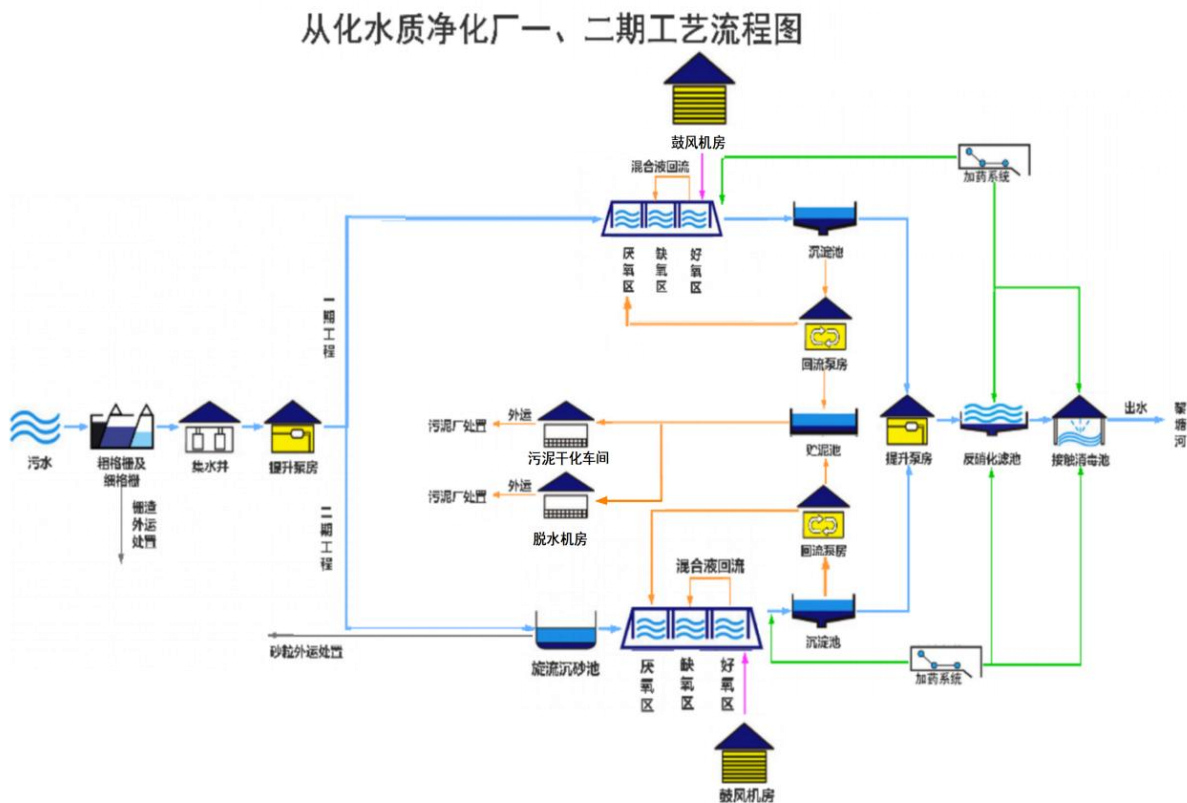 从化水质净化厂一、二期工艺流程图
鼓风机房
混合液回流
加药系统
厌氧区
缺氧区
好氧区
沉淀池
一期工程
回流泵房
污水
粗格栅及
细格栅
集水井
提升泵房
栅渣
外运
处置
污泥厂处置
外运
污泥干化车间
贮泥池
提升泵房
反硝化滤池
接触消毒池
出水
污泥厂处置
外运
脱水机房
二期工程
回流泵房
混合液回流
砂粒外运处置
旋流沉砂池
厌氧区
缺氧区
好氧区
沉淀池
加药系统
鼓风机房